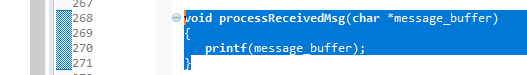 267
268 void processReceivedMsg(char *message_buffer)
269 {
270 printf(message_buffer);
271 }